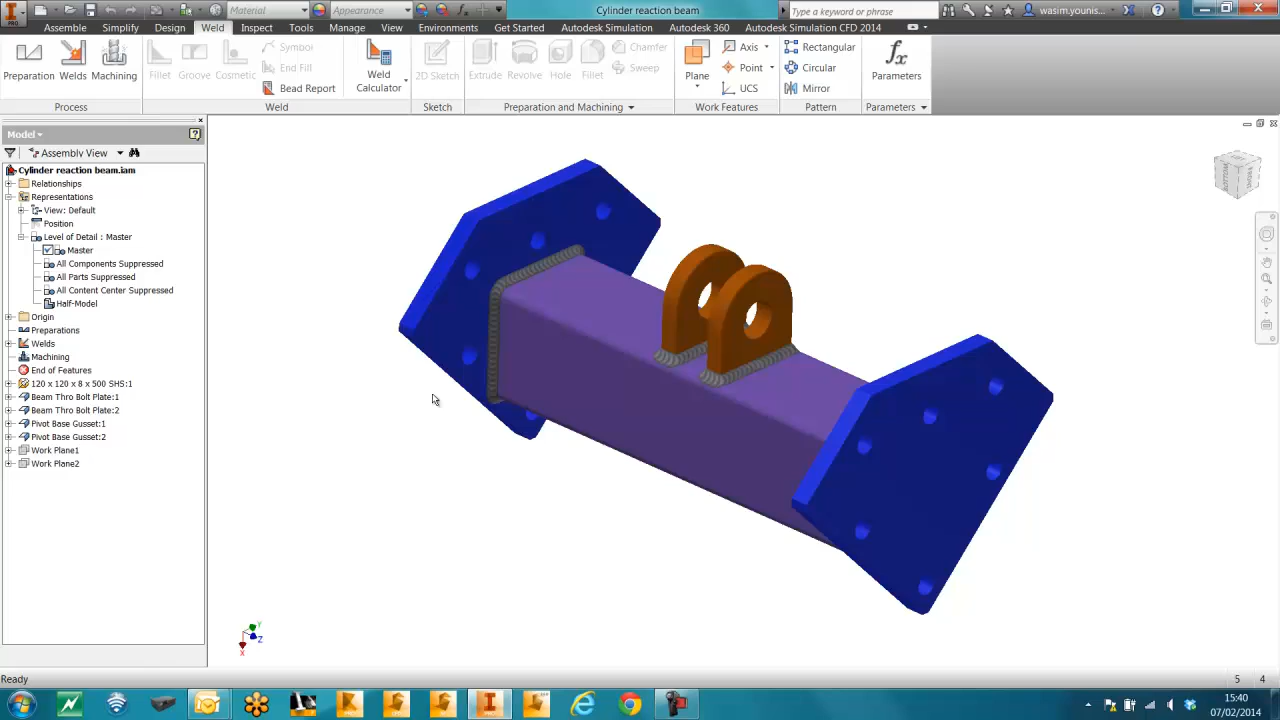 PRO
Material
Appearance
Cylinder reaction beam
Type a keyword or phrase
wasim.younis...
Assemble Simplify Design Weld Inspect Tools Manage View Environments Get Started Autodesk Simulation Autodesk 360 Autodesk Simulation CFD 2014
Preparation Welds Machining
Fillet Groove Cosmetic
Symbol
End Fill
Bead Report
Weld Calculator
2D Sketch
Extrude Revolve Hole Fillet
Chamfer
Sweep
Plane
Axis
Point
UCS
Rectangular
Circular
Mirror
fx
Parameters
Process Weld Sketch Preparation and Machining Work Features Pattern Parameters
Model
Assembly View
Cylinder reaction beam.iam
Relationships
Representations
View: Default
Position
Level of Detail : Master
Master
All Components Suppressed
All Parts Suppressed
All Content Center Suppressed
Half-Model
Origin
Preparations
Welds
Machining
End of Features
120 x 120 x 8 x 500 SHS:1
Beam Thro Bolt Plate:1
Beam Thro Bolt Plate:2
Pivot Base Gusset:1
Pivot Base Gusset:2
Work Plane1
Work Plane2
Y
Z
X
Ready
5 4
15:40
07/02/2014